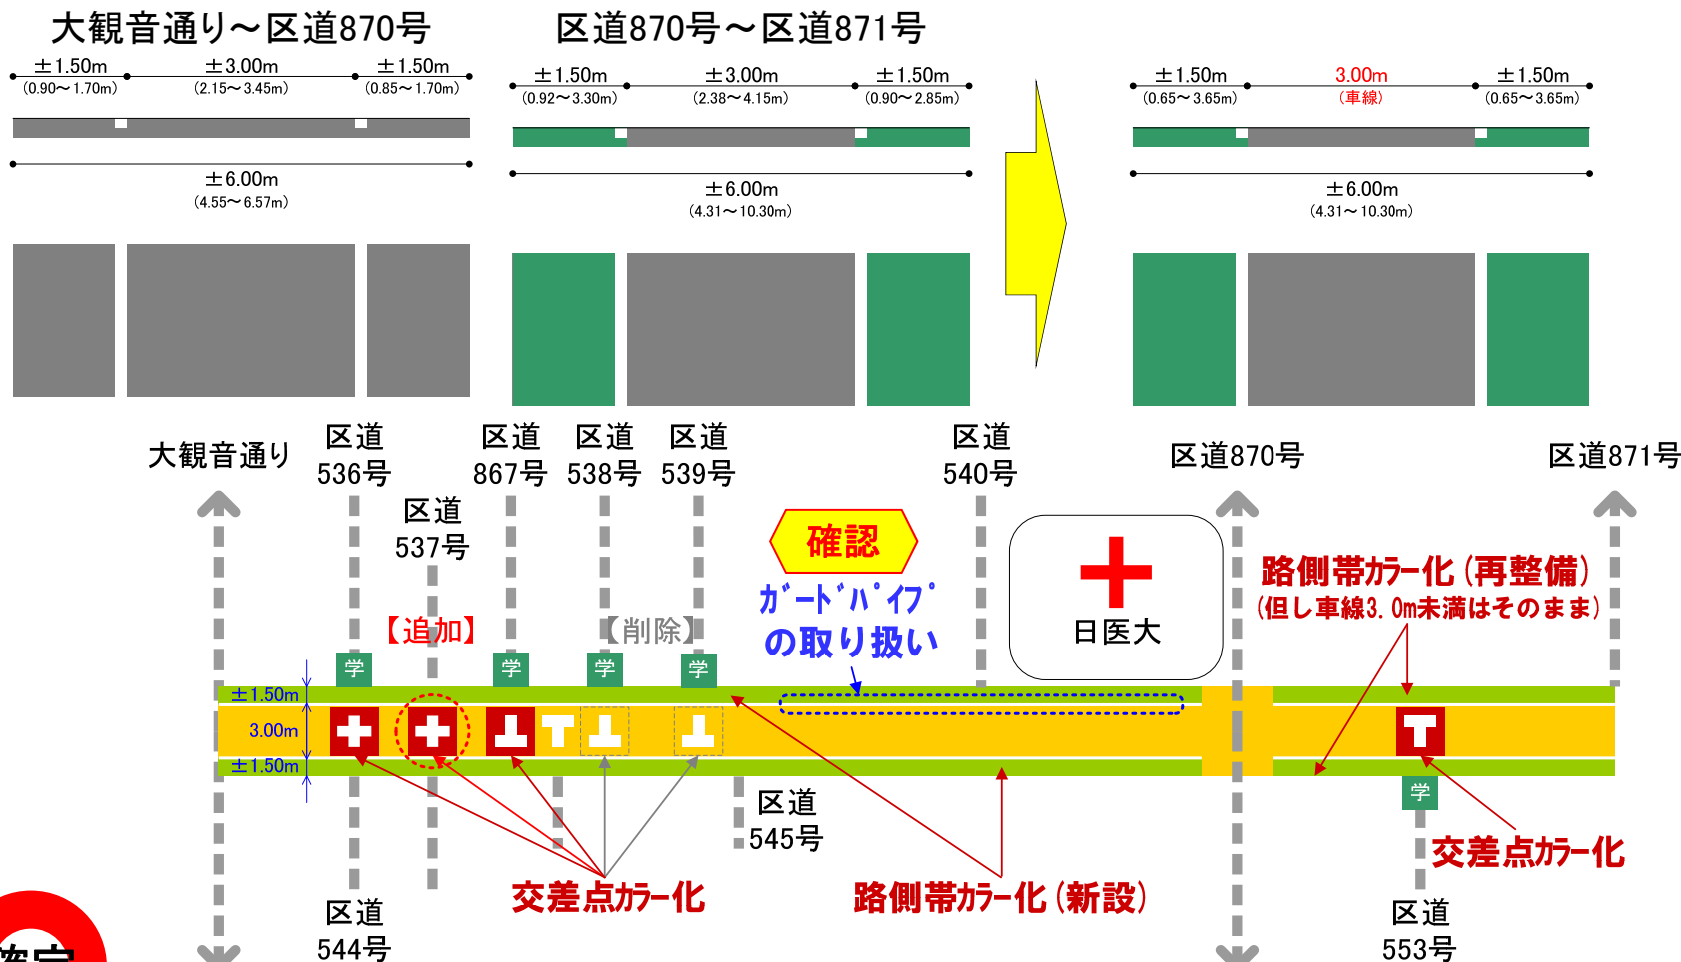 大観音通り～区道870号
±1.50m
(0.90～1.70m)
±3.00m
(2.15～3.45m)
±1.50m
(0.85～1.70m)
±6.00m
(4.55～6.57m)
区道870号～区道871号
±1.50m
(0.92～3.30m)
±3.00m
(2.38～4.15m)
±1.50m
(0.90～2.85m)
±6.00m
(4.31～10.30m)
±1.50m
(0.65～3.65m)
3.00m
(車線)
±1.50m
(0.65～3.65m)
±6.00m
(4.31～10.30m)
大観音通り
区道
536号
区道
537号
区道
867号
区道
538号
区道
539号
区道
540号
区道870号
区道871号
【追加】
【削除】
確認
ｶﾞｰﾄﾞﾊﾟｲﾌﾟ
の取り扱い
日医大
路側帯ｶﾗｰ化(再整備)
(但し車線3.0m未満はそのまま)
学
学
学
学
±1.50m
3.00m
±1.50m
学
区道
545号
交差点ｶﾗｰ化
路側帯ｶﾗｰ化(新設)
交差点ｶﾗｰ化
区道
544号
区道
553号
確定